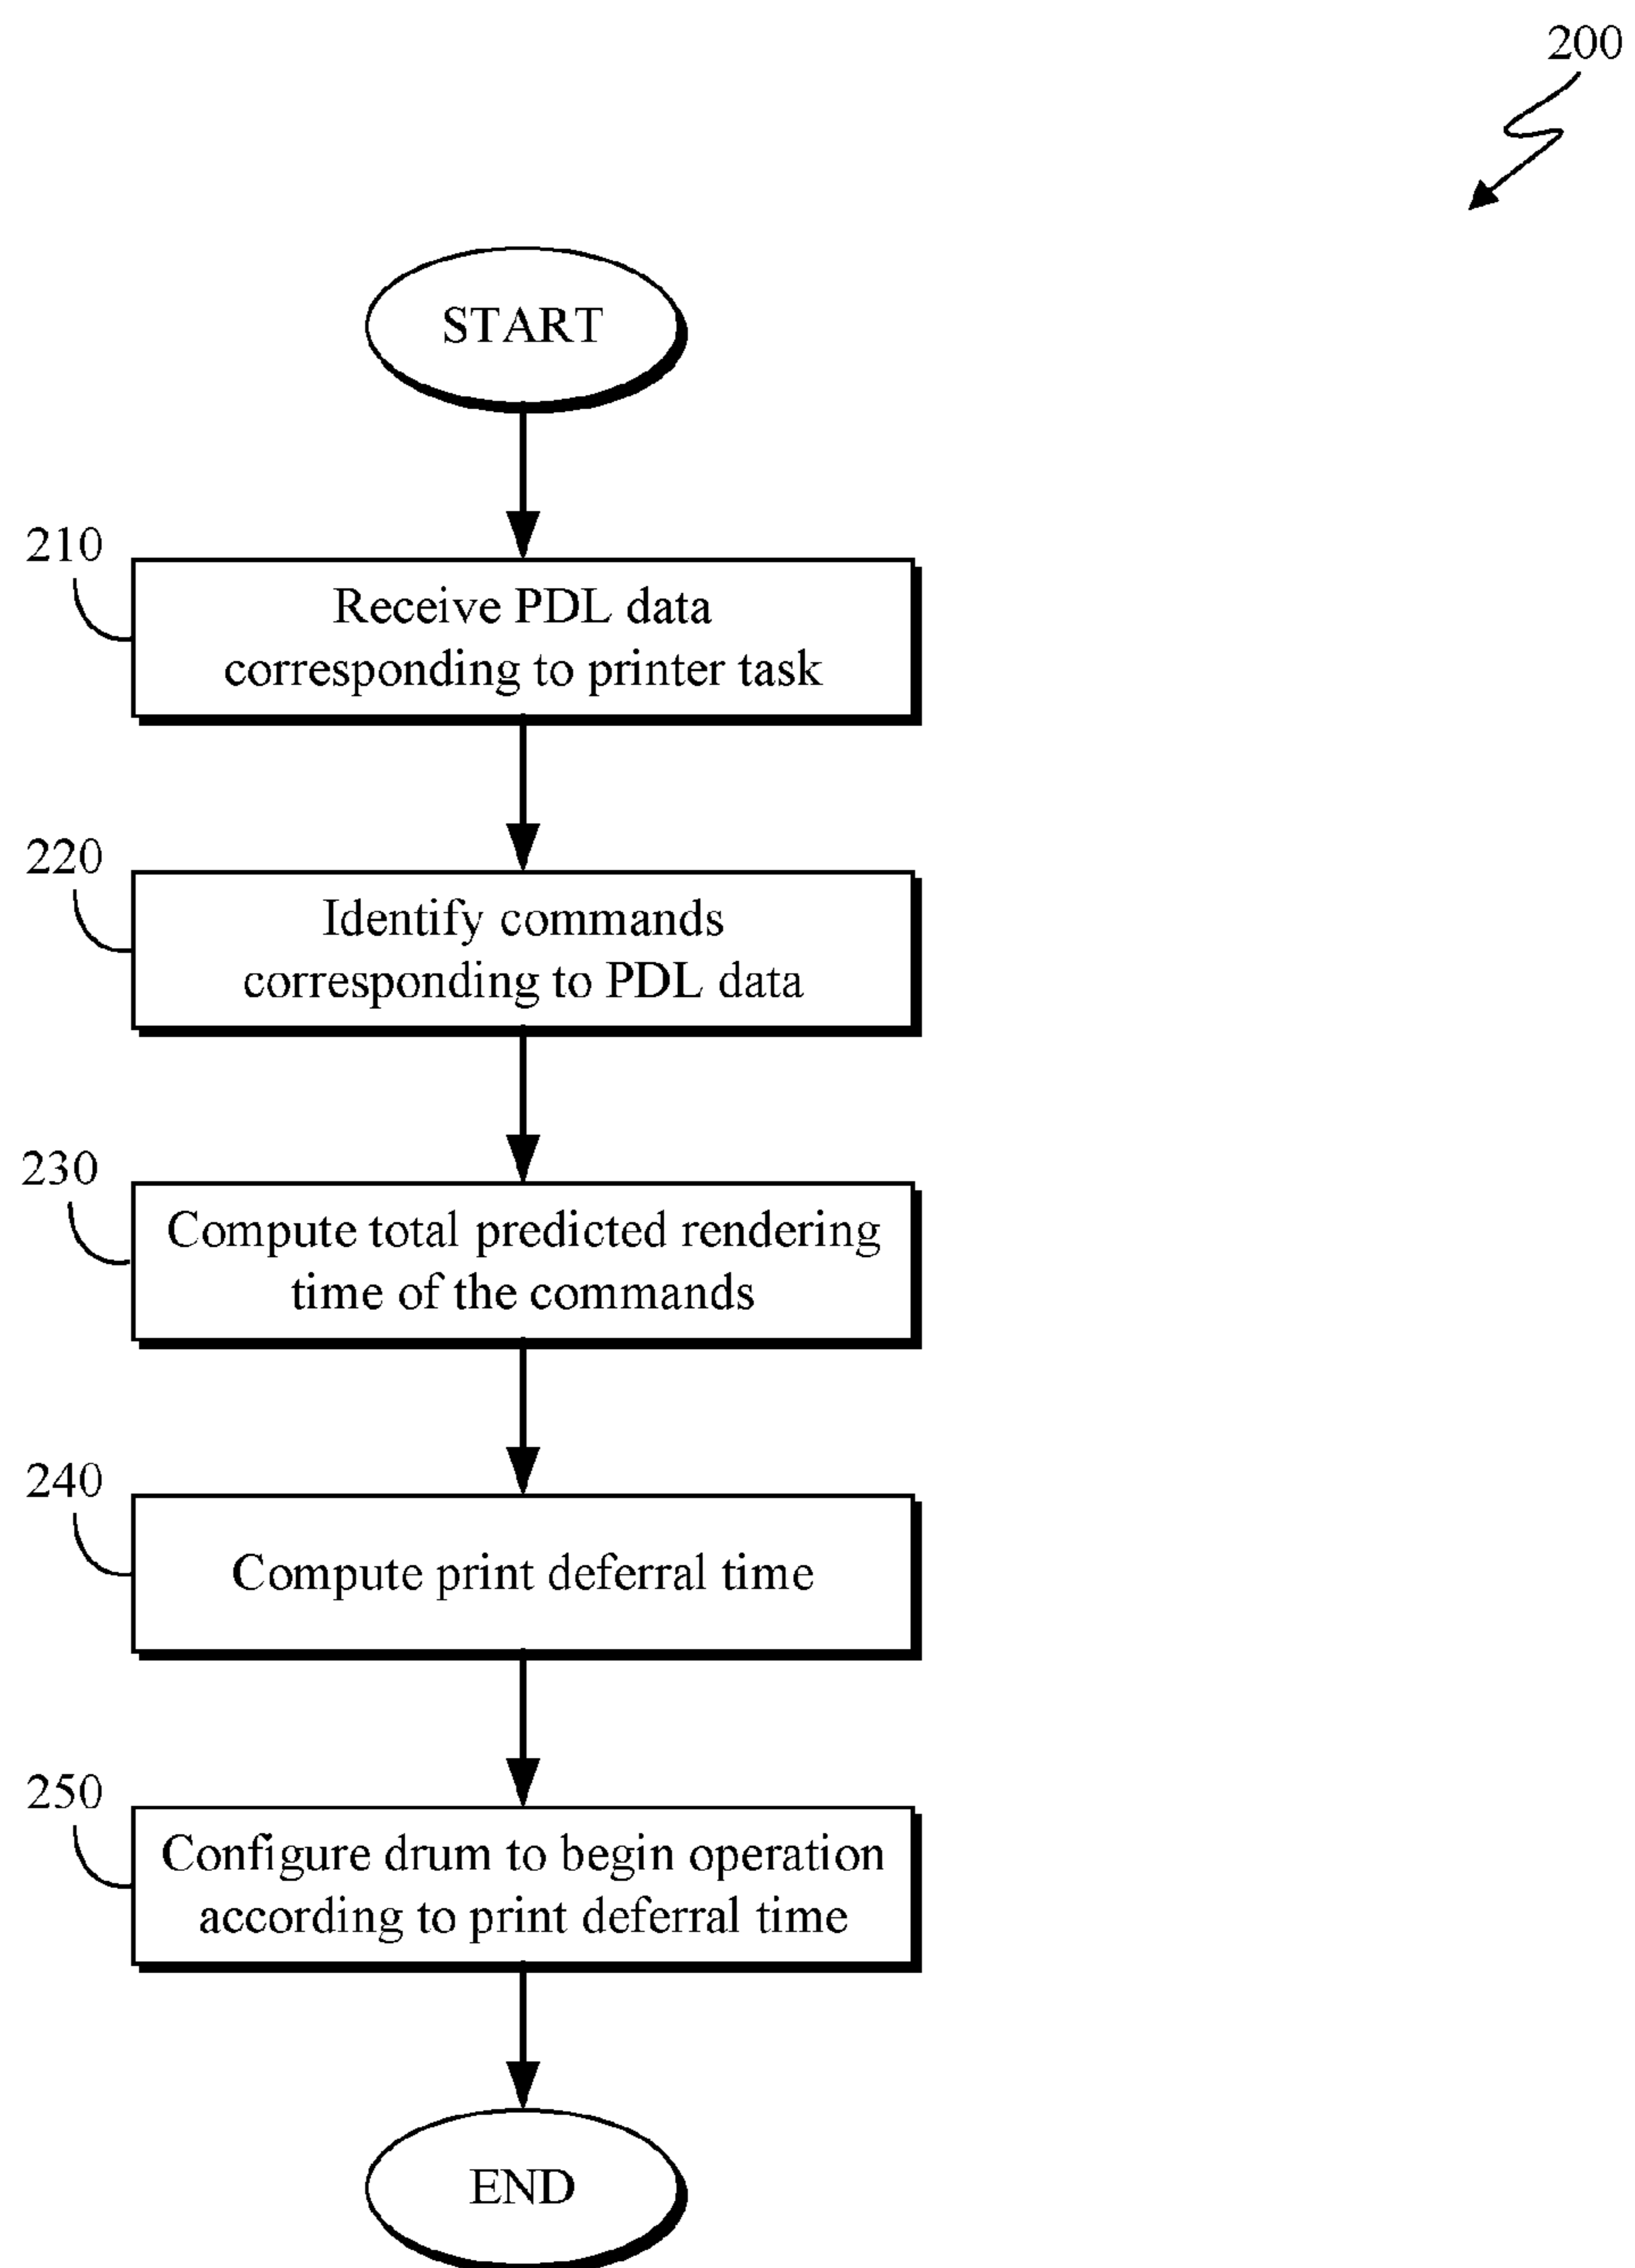 200
START
210
Receive PDL data
corresponding to printer task
220
Identify commands
corresponding to PDL data
230
Compute total predicted rendering
time of the commands
240
Compute print deferral time
250
Configure drum to begin operation
according to print deferral time
END